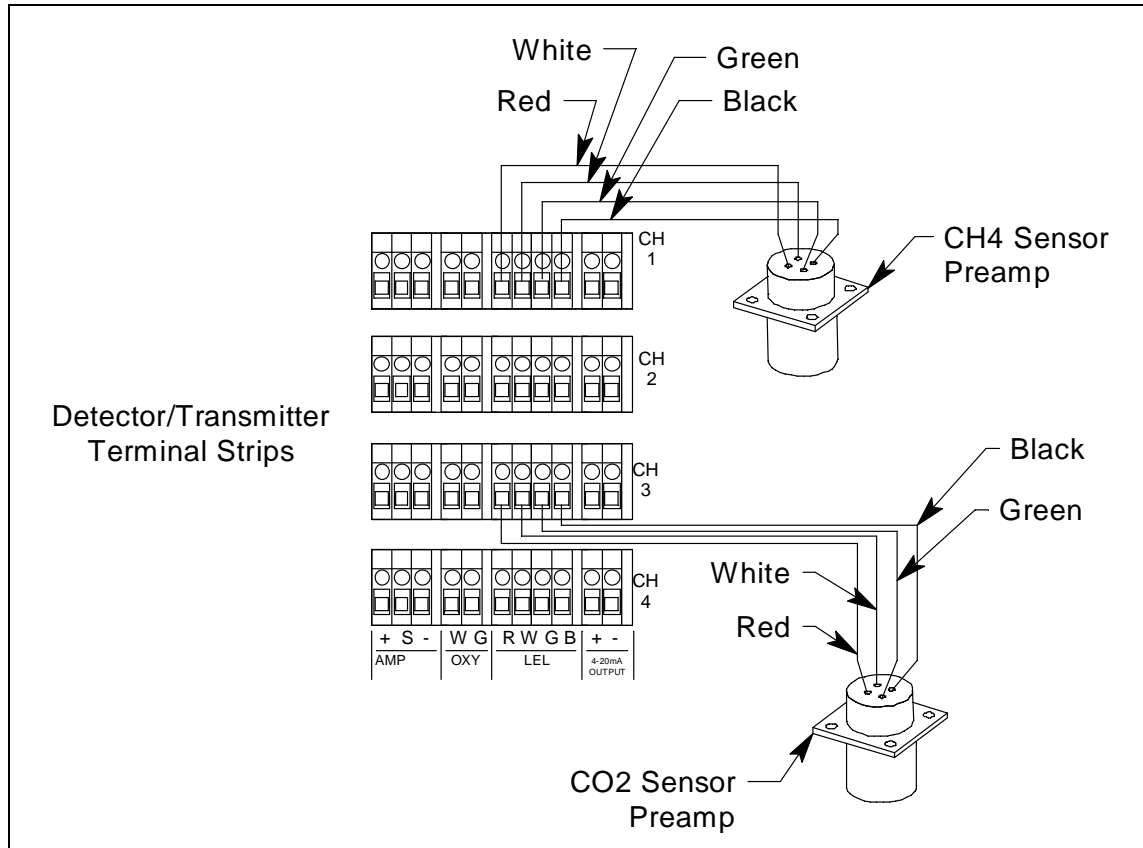 White
Green
Red
Black
CH
1
CH4 Sensor
Preamp
CH
2
Detector/Transmitter
Terminal Strips
CH
3
Black
Green
White
Red
CH
4
+ S - W G R W G B + -
AMP OXY LEL 4-20mA
OUTPUT
CO2 Sensor
Preamp